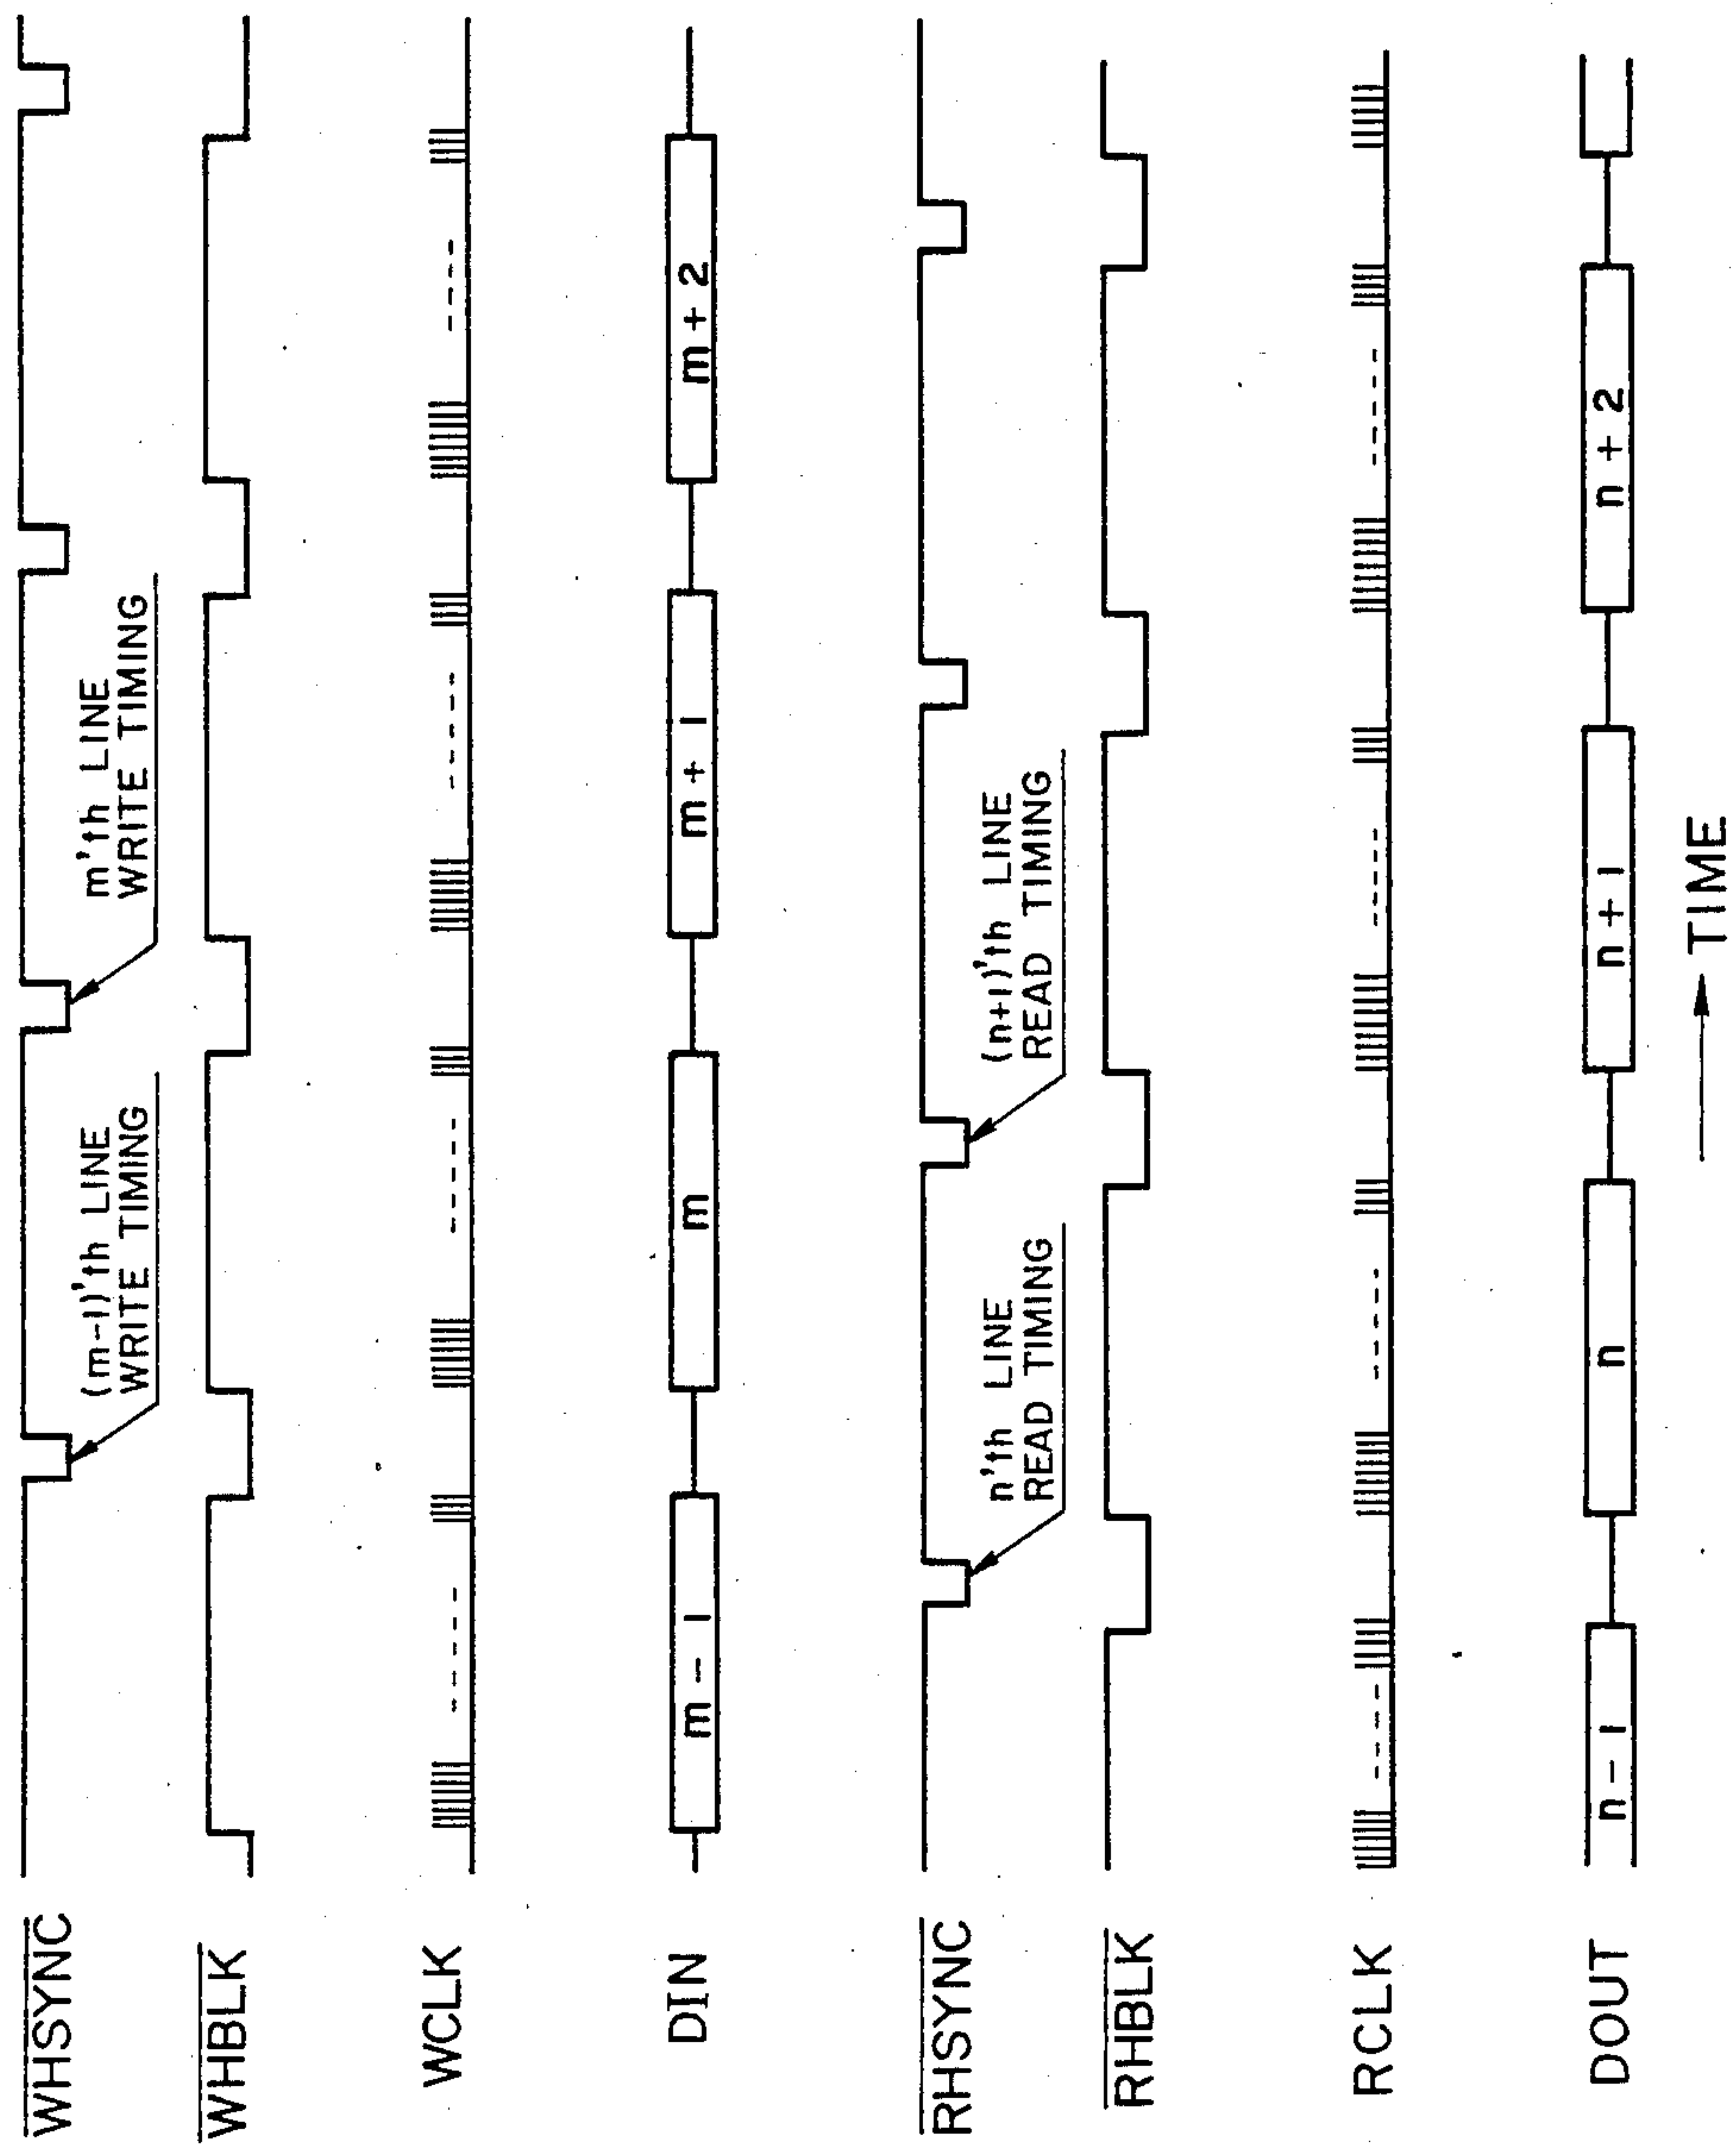 WHSYNC
(m-1)'th LINE
WRITE TIMING
m'th LINE
WRITE TIMING
WHBLK
WCLK
DIN
m - 1
m
m + 1
m + 2
RHSYNC
n'th LINE
READ TIMING
(n+1)'th LINE
READ TIMING
RHBLK
RCLK
DOUT
n - 1
n
n + 1
n + 2
TIME